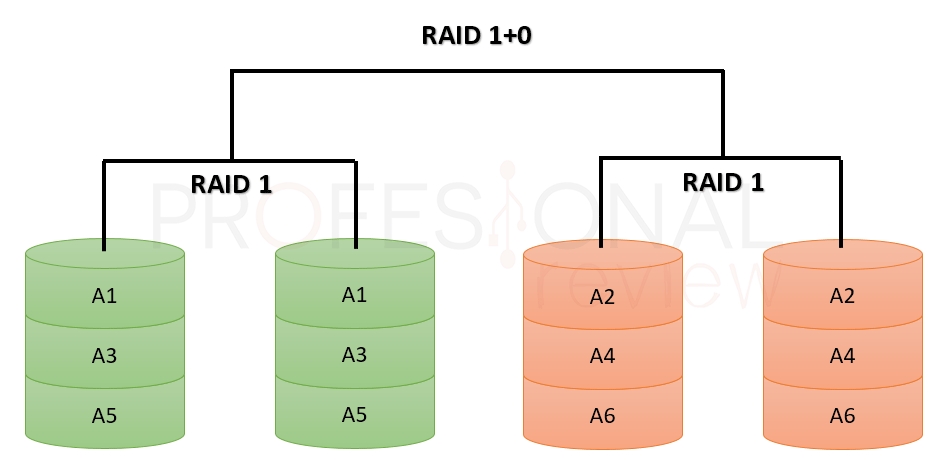 RAID 1+0
RAID 1
RAID 1
PROFESIONAL
review
A1
A1
A2
A2
A3
A3
A4
A4
A5
A5
A6
A6